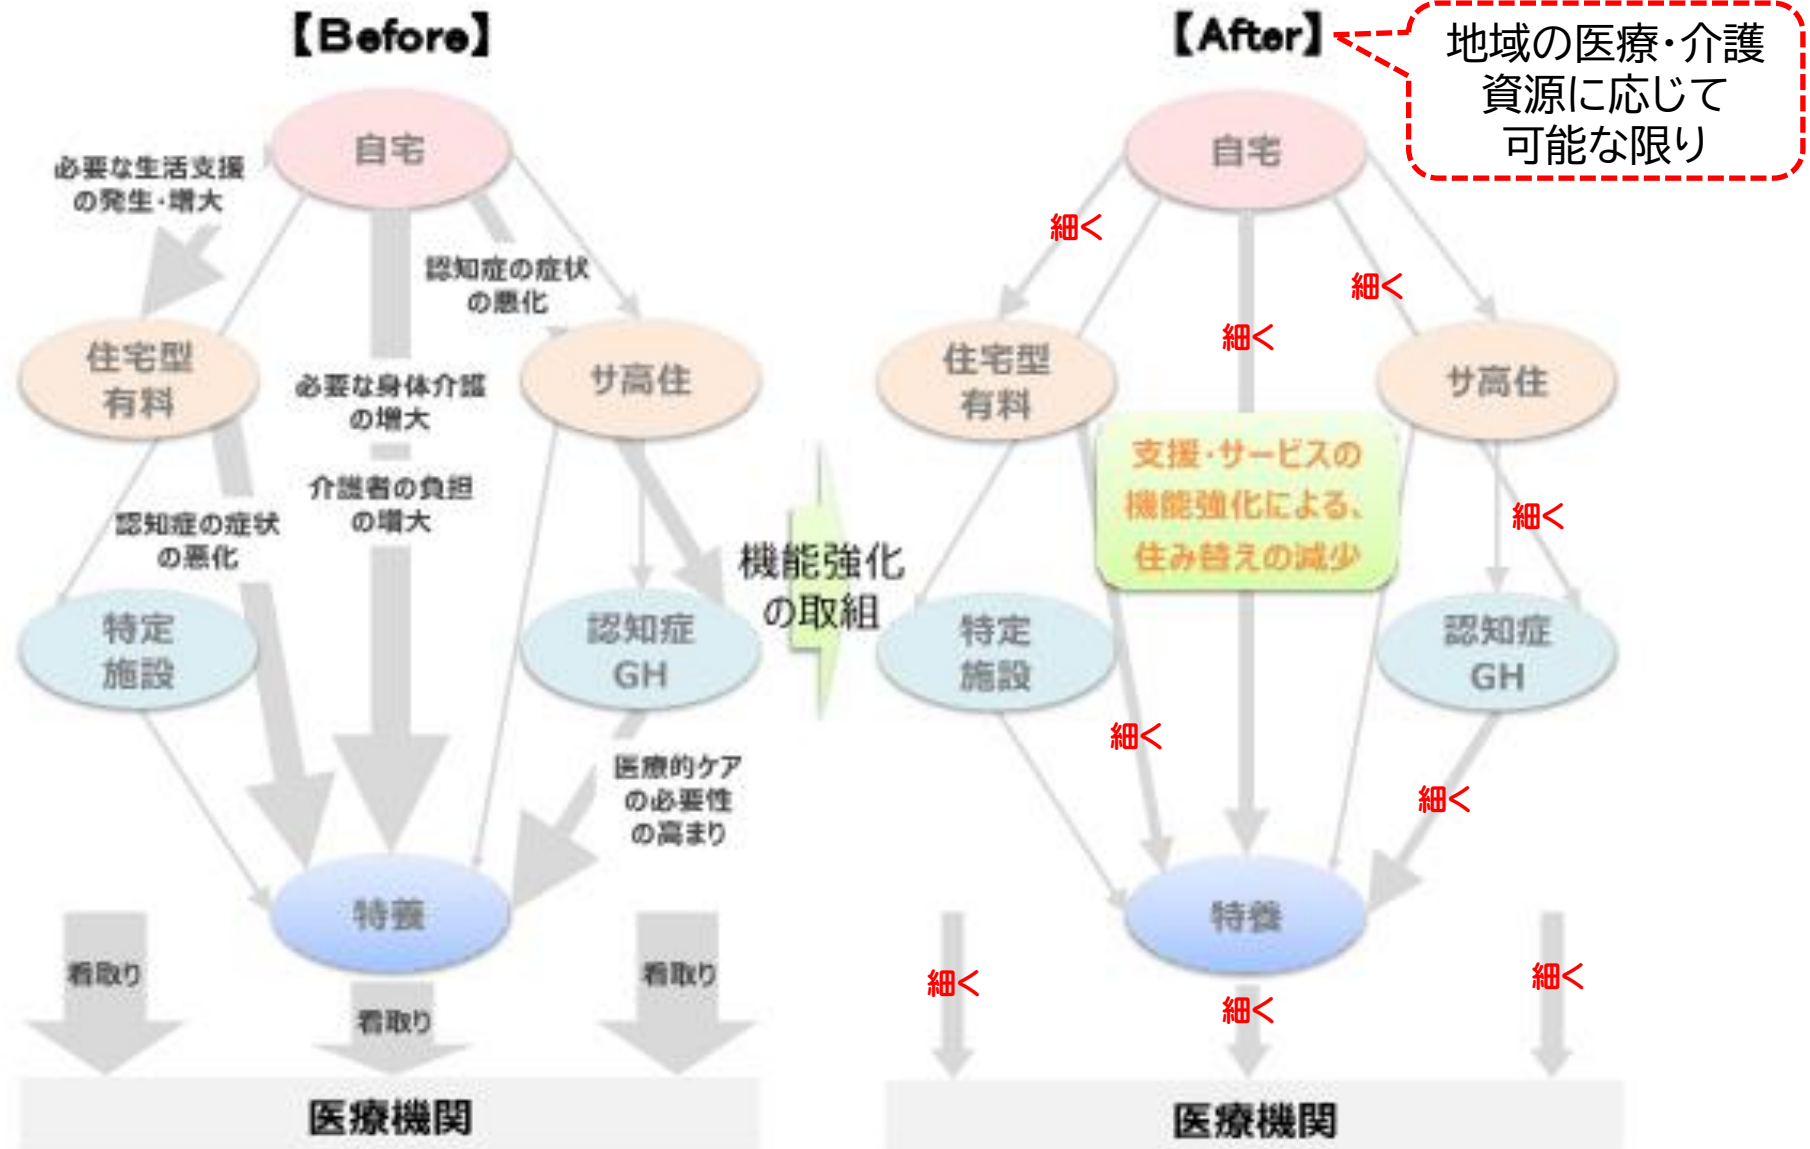 【Before】
自宅
必要な生活支援
の発生･増大
認知症の症状
の悪化
住宅型
有料
サ高住
必要な身体介護
の増大
介護者の負担
の増大
認知症の症状
の悪化
特定
施設
認知症
GH
医療的ケア
の必要性
の高まり
特養
看取り
看取り
看取り
医療機関
機能強化
の取組
【After】
地域の医療･介護
資源に応じて
可能な限り
自宅
細く
細く
細く
住宅型
有料
サ高住
支援･サービスの
機能強化による、
住み替えの減少
細く
特定
施設
認知症
GH
細く
細く
特養
細く
細く
細く
医療機関